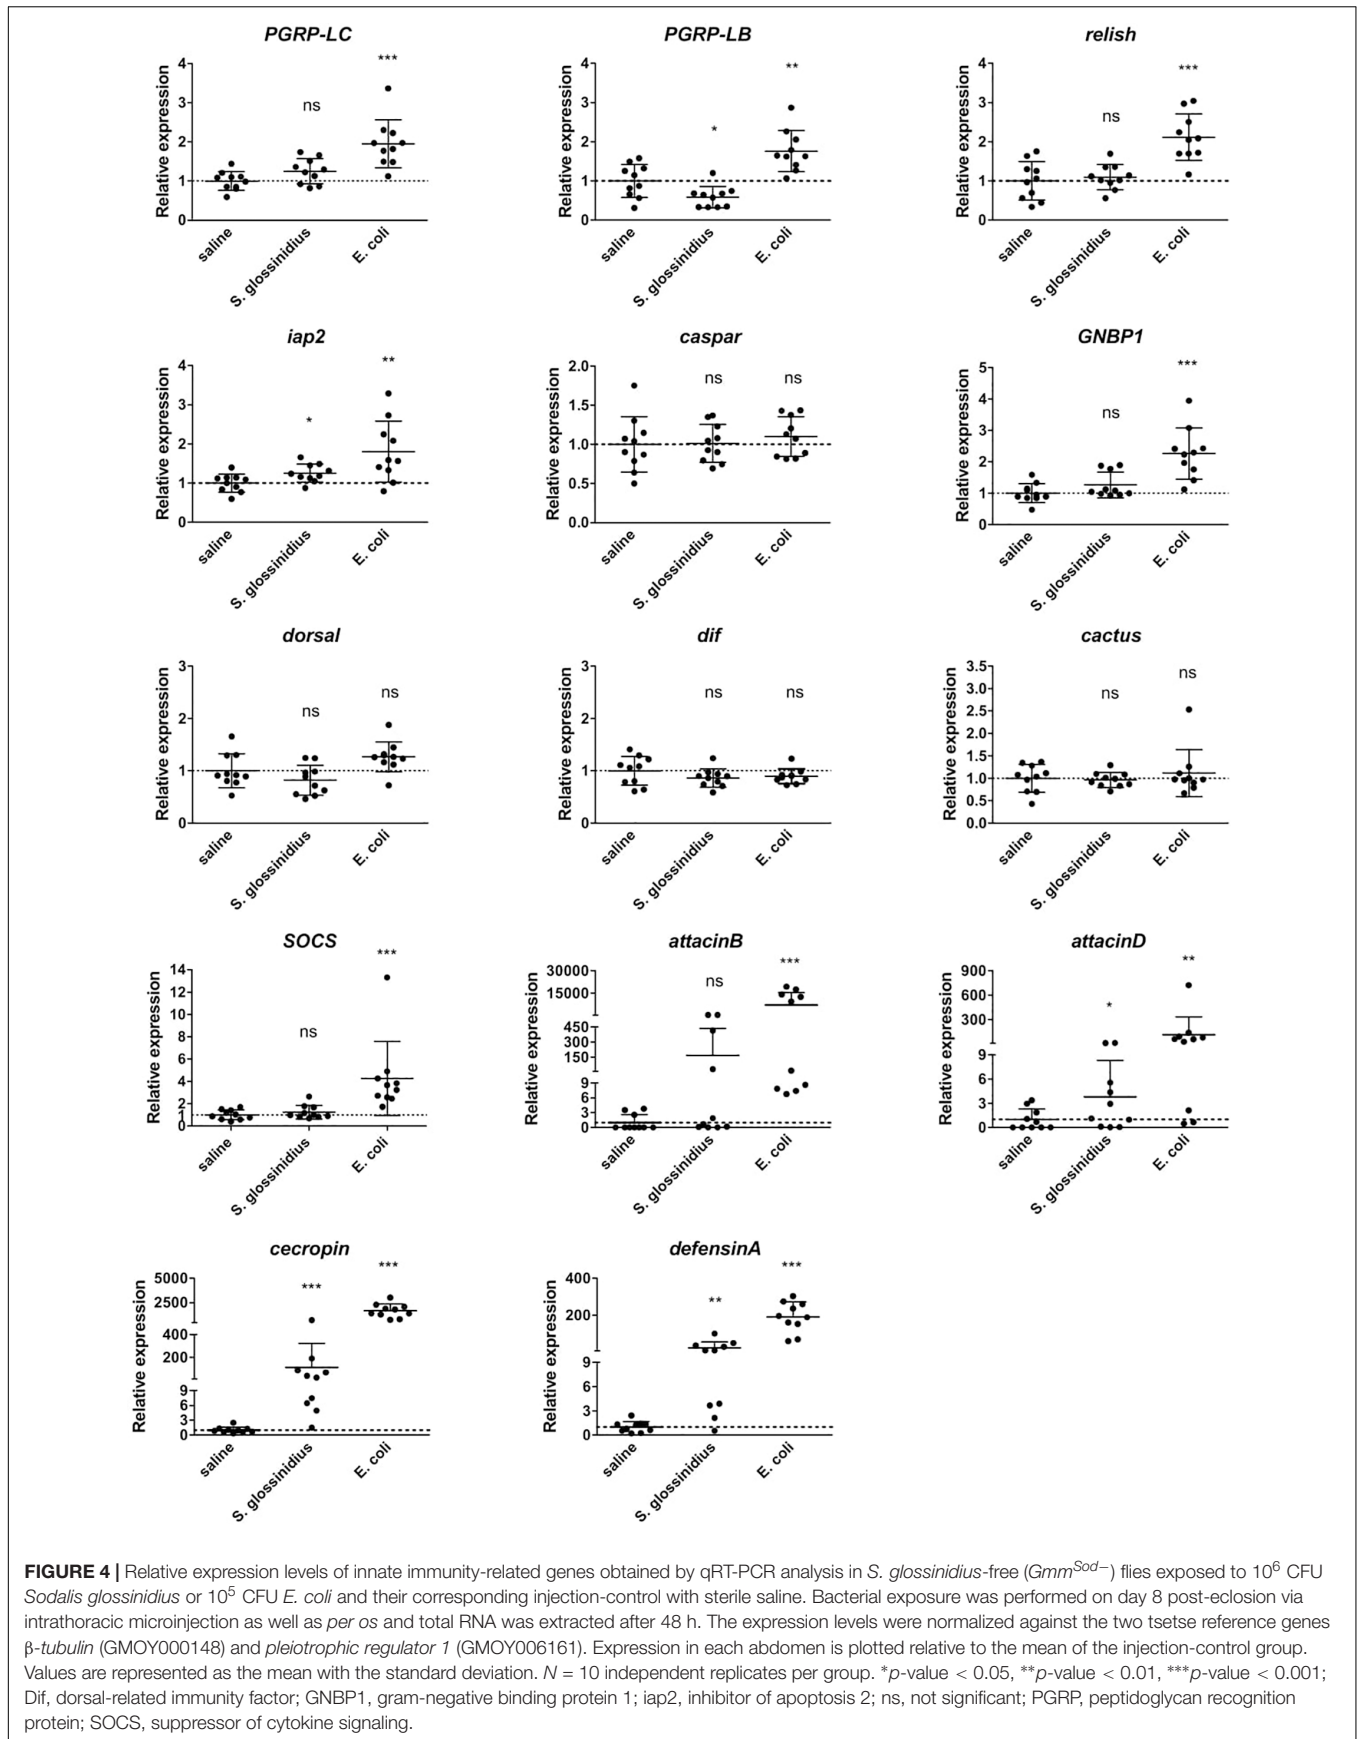 PGRP-LC
Relative expression
4
3
2
1
0
ns
***
saline
S. glossinidius
E. coli
PGRP-LB
Relative expression
4
3
2
1
0
*
**
saline
S. glossinidius
E. coli
relish
Relative expression
4
3
2
1
0
ns
***
saline
S. glossinidius
E. coli
iap2
Relative expression
4
3
2
1
0
*
**
saline
S. glossinidius
E. coli
caspar
Relative expression
2.0
1.5
1.0
0.5
0.0
ns
ns
saline
S. glossinidius
E. coli
GNBP1
Relative expression
5
4
3
2
1
0
ns
***
saline
S. glossinidius
E. coli
dorsal
Relative expression
3
2
1
0
ns
ns
saline
S. glossinidius
E. coli
dif
Relative expression
3
2
1
0
ns
ns
saline
S. glossinidius
E. coli
cactus
Relative expression
3.5
3.0
2.5
2.0
1.5
1.0
0.5
0.0
ns
ns
saline
S. glossinidius
E. coli
SOCS
Relative expression
14
12
10
8
6
4
2
1
0
ns
***
saline
S. glossinidius
E. coli
attacinB
Relative expression
30000
15000
450
300
150
9
6
3
0
ns
***
saline
S. glossinidius
E. coli
attacinD
Relative expression
900
600
300
9
6
3
0
*
**
saline
S. glossinidius
E. coli
cecropin
Relative expression
5000
2500
400
200
9
6
3
0
***
***
saline
S. glossinidius
E. coli
defensinA
Relative expression
400
200
9
6
3
0
**
***
saline
S. glossinidius
E. coli
FIGURE 4 | Relative expression levels of innate immunity-related genes obtained by qRT-PCR analysis in S. glossinidius-free (Gmm^Sod−) flies exposed to 10^6 CFU
Sodalis glossinidius or 10^5 CFU E. coli and their corresponding injection-control with sterile saline. Bacterial exposure was performed on day 8 post-eclosion via
intrathoracic microinjection as well as per os and total RNA was extracted after 48 h. The expression levels were normalized against the two tsetse reference genes
β-tubulin (GMOY000148) and pleiotrophic regulator 1 (GMOY006161). Expression in each abdomen is plotted relative to the mean of the injection-control group.
Values are represented as the mean with the standard deviation. N = 10 independent replicates per group. *p-value < 0.05, **p-value < 0.01, ***p-value < 0.001;
Dif, dorsal-related immunity factor; GNBP1, gram-negative binding protein 1; iap2, inhibitor of apoptosis 2; ns, not significant; PGRP, peptidoglycan recognition
protein; SOCS, suppressor of cytokine signaling.